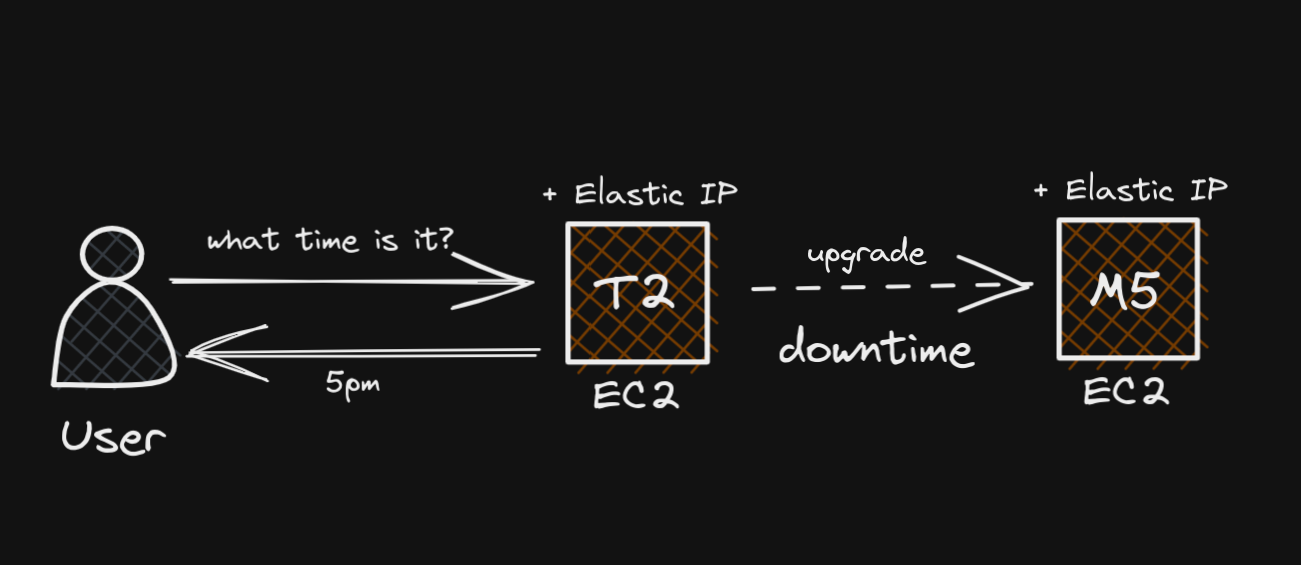 what time is it?
5pm
User
+ Elastic IP
T2
EC2
upgrade
downtime
+ Elastic IP
M5
EC2